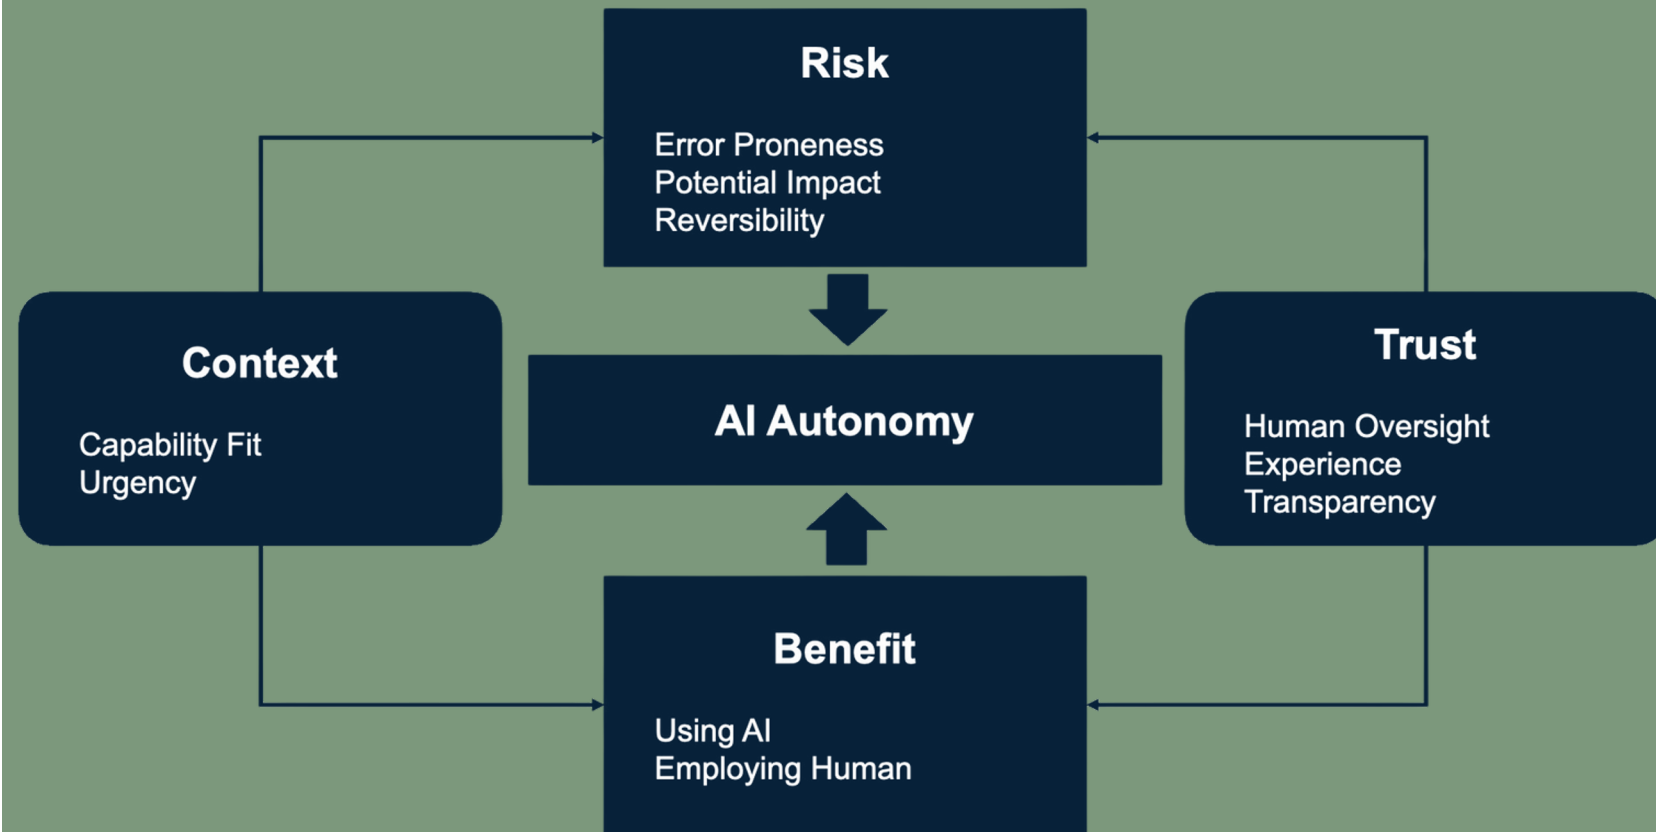 Risk
Error Proneness
Potential Impact
Reversibility
Context
Capability Fit
Urgency
AI Autonomy
Trust
Human Oversight
Experience
Transparency
Benefit
Using AI
Employing Human